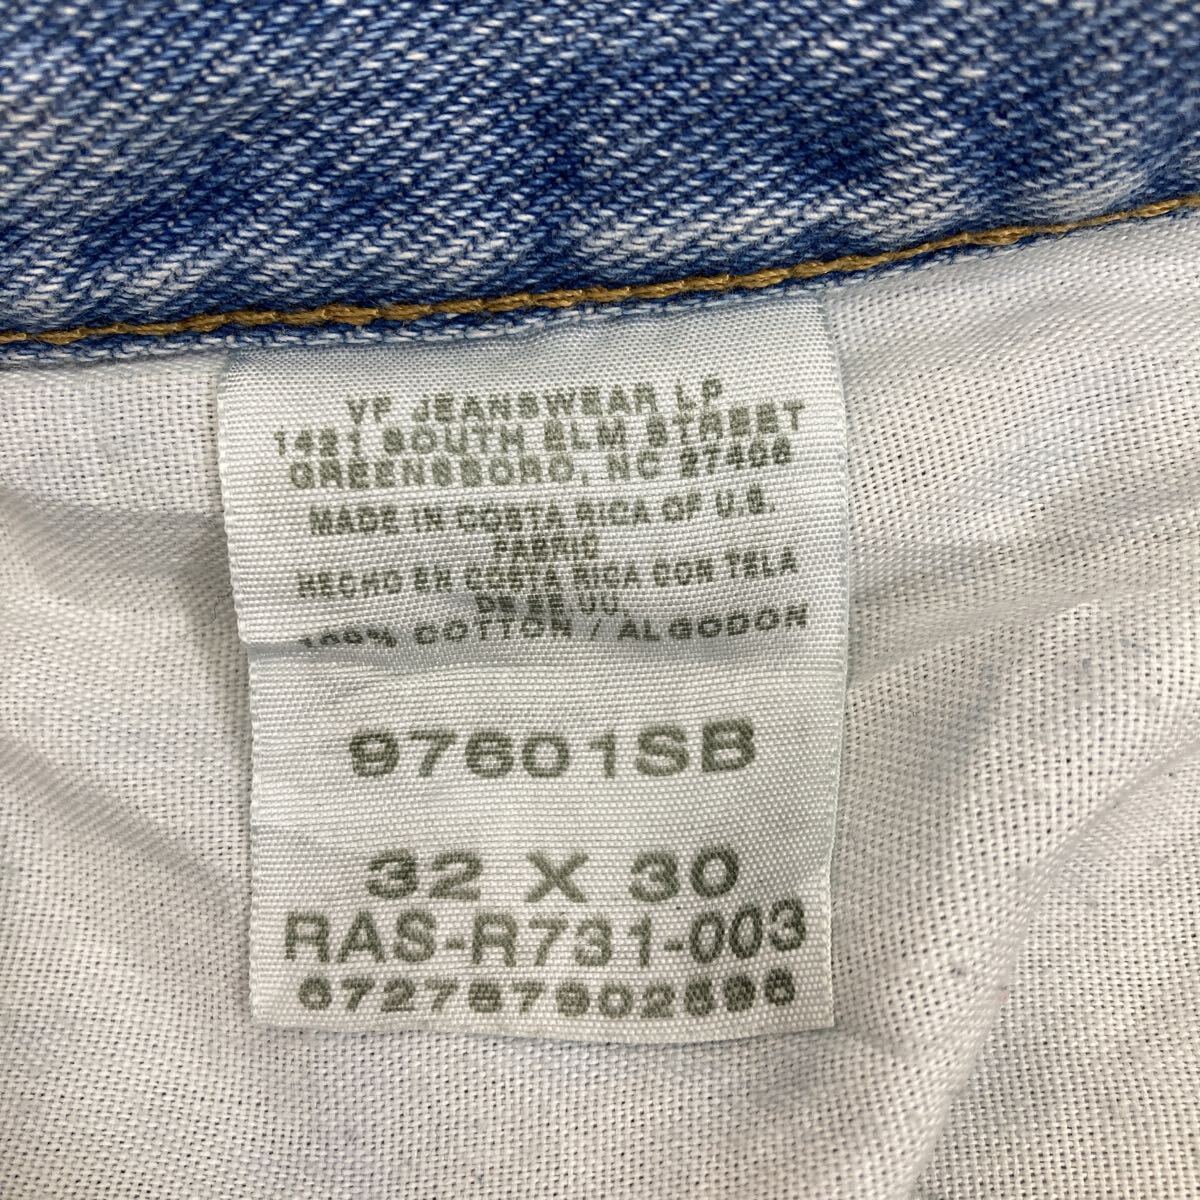 VF JEANSWEAR LP
1421 SOUTH ELM STREET
GREENSBORO, NC 27406
MADE IN COSTA RICA OF U.S.
FABRIC
HECHO EN COSTA RICA CON TELA
DE EE.UU.
100% COTTON / ALGODON
97601SB
32 X 30
RAS-R731-003